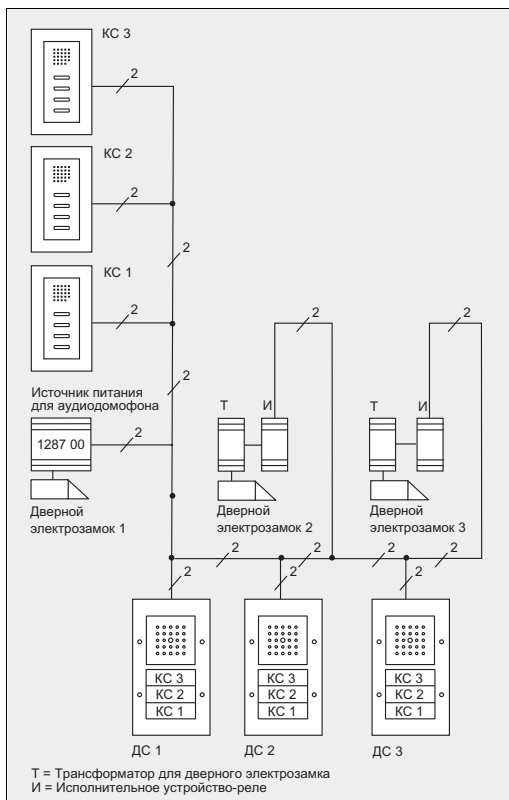 КС 3
2
КС 2
2
2
КС 1
2
2
2
2
Источник питания
для аудиодомофона
1287 00
2
Т
И
Т
И
Дверной
электрозамок 1
Дверной
электрозамок 2
Дверной
электрозамок 3
2
2
2
2
2
2
2
КС 3
КС 2
КС 1
КС 3
КС 2
КС 1
КС 3
КС 2
КС 1
ДС 1
ДС 2
ДС 3
Т = Трансформатор для дверного электрозамка
И = Исполнительное устройство-реле